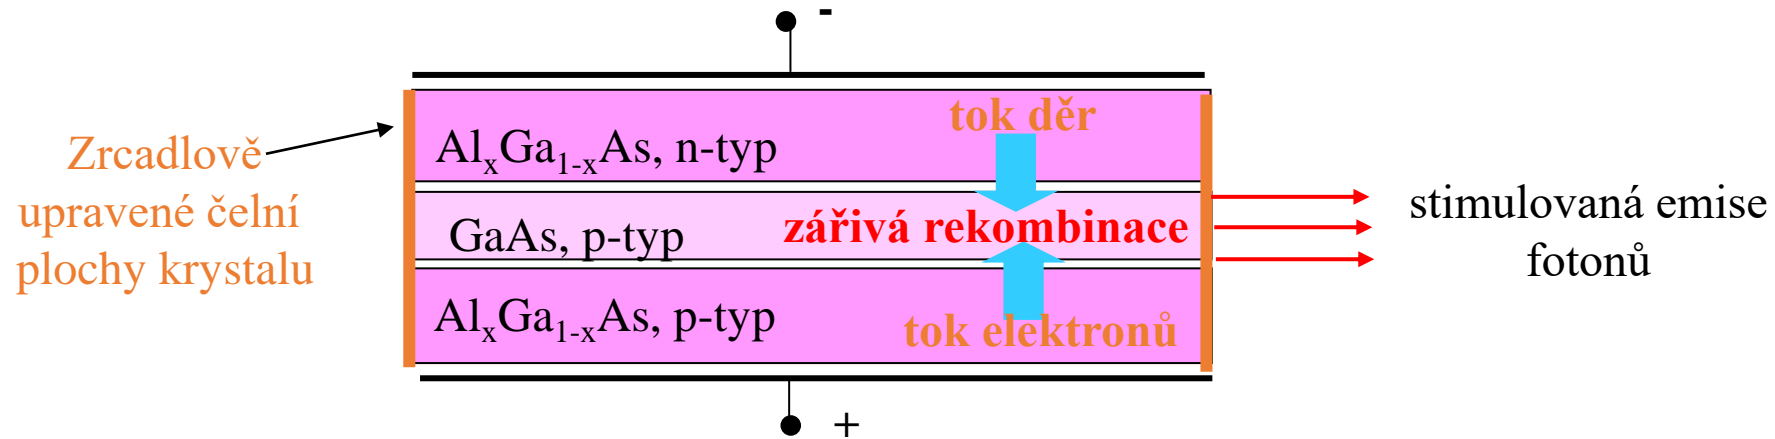 -
tok děr
Zrcadlově
upravené čelní
plochy krystalu
AlₓGa₁₋ₓAs, n-typ
GaAs, p-typ
zářivá rekombinace
AlₓGa₁₋ₓAs, p-typ
tok elektronů
stimulovaná emise
fotonů
+